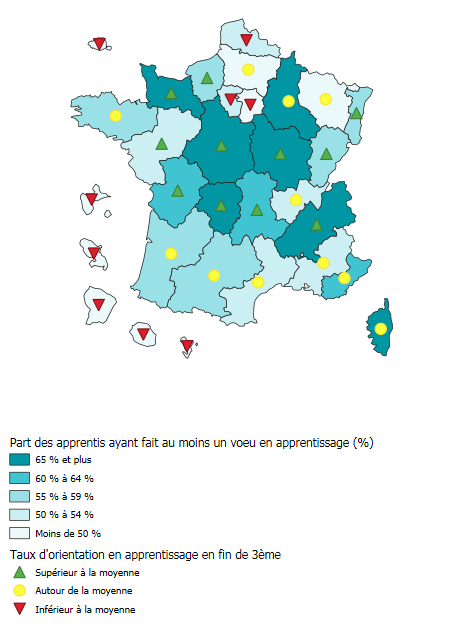 Part des apprentis ayant fait au moins un voeu en apprentissage (%)
65 % et plus
60 % à 64 %
55 % à 59 %
50 % à 54 %
Moins de 50 %
Taux d'orientation en apprentissage en fin de 3ème
Supérieur à la moyenne
Autour de la moyenne
Inférieur à la moyenne